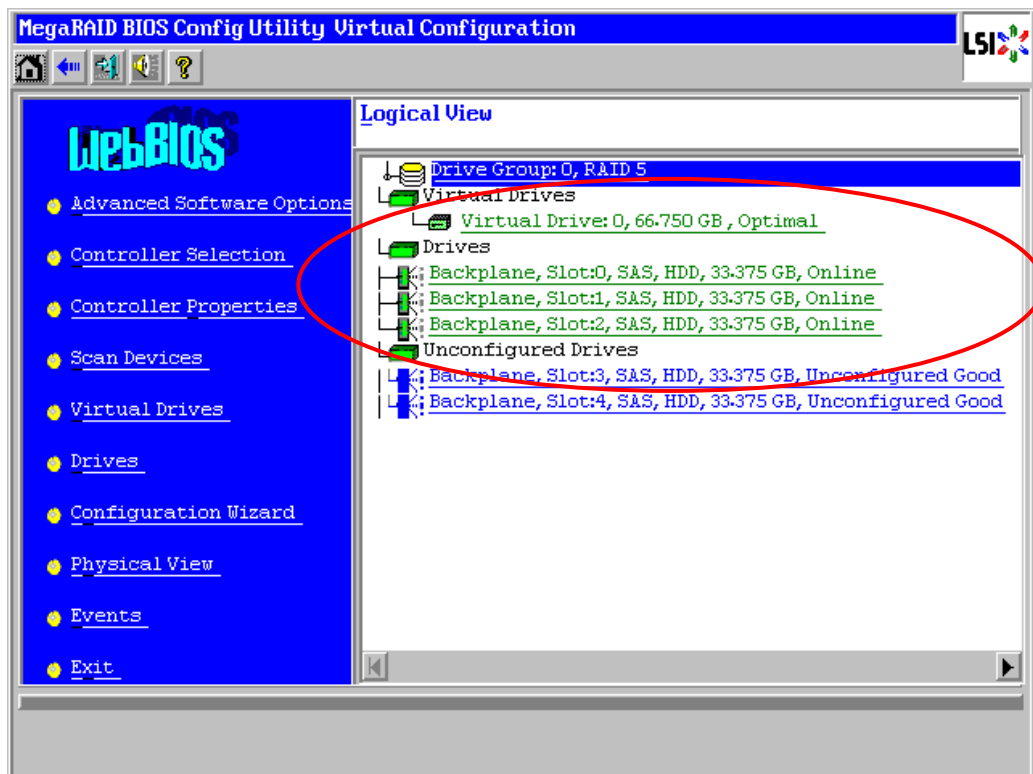 MegaRAID BIOS Config Utility Virtual Configuration
LSI
?
WebBIOS
Advanced Software Options
Controller Selection
Controller Properties
Scan Devices
Virtual Drives
Drives
Configuration Wizard
Physical View
Events
Exit
Logical View
Drive Group: 0, RAID 5
Virtual Drives
Virtual Drive: 0, 66.750 GB , Optimal
Drives
Backplane, Slot:0, SAS, HDD, 33.375 GB, Online
Backplane, Slot:1, SAS, HDD, 33.375 GB, Online
Backplane, Slot:2, SAS, HDD, 33.375 GB, Online
Unconfigured Drives
Backplane, Slot:3, SAS, HDD, 33.375 GB, Unconfigured Good
Backplane, Slot:4, SAS, HDD, 33.375 GB, Unconfigured Good